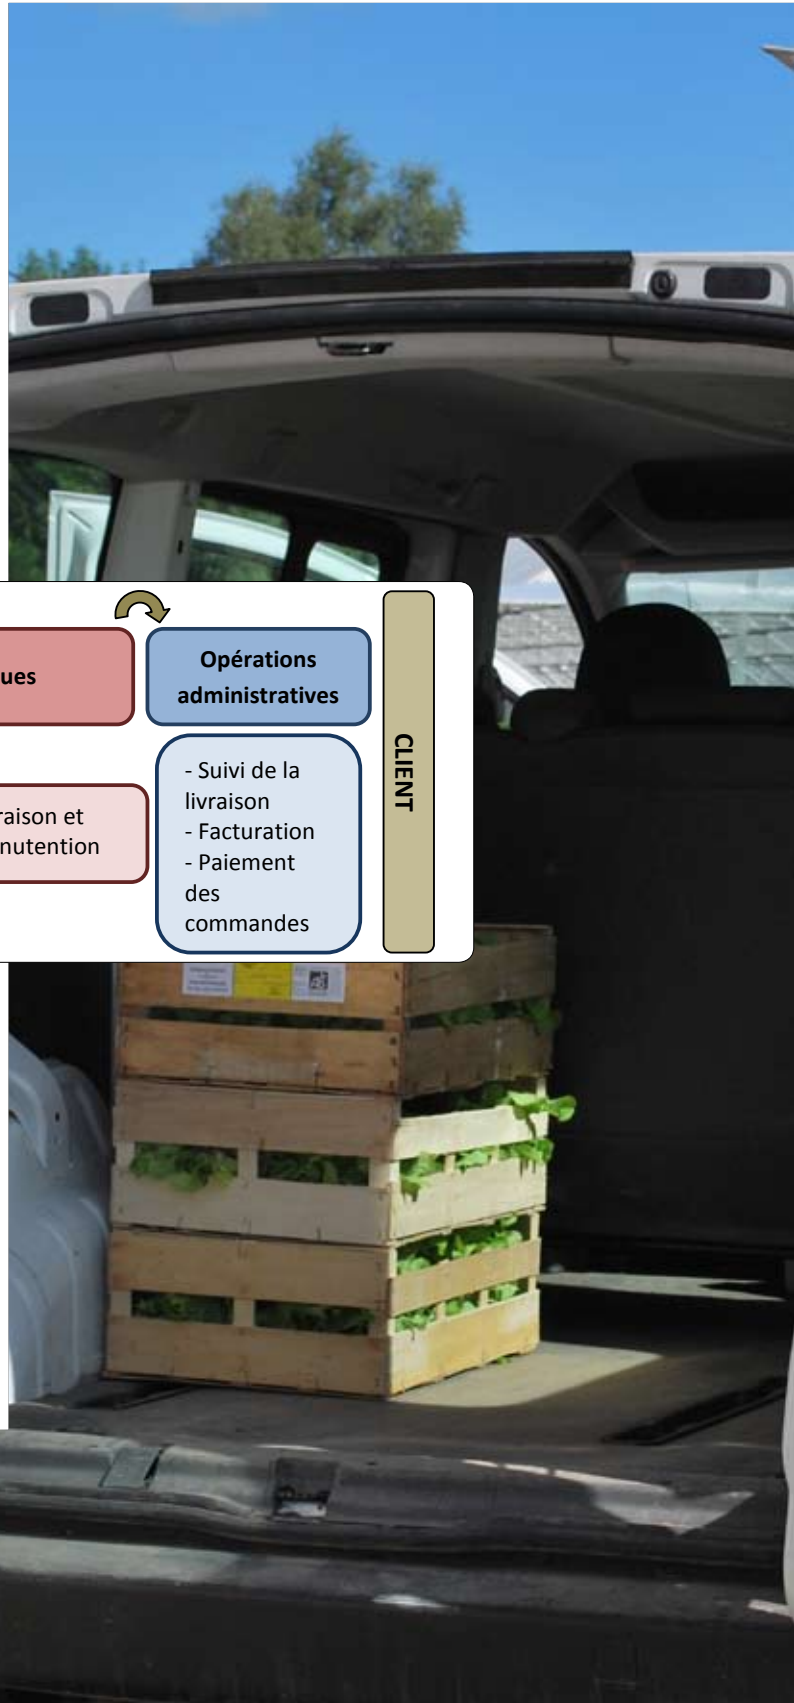 ues
Opérations
administratives
raison et
nutention
- Suivi de la
livraison
- Facturation
- Paiement
des
commandes
CLIENT